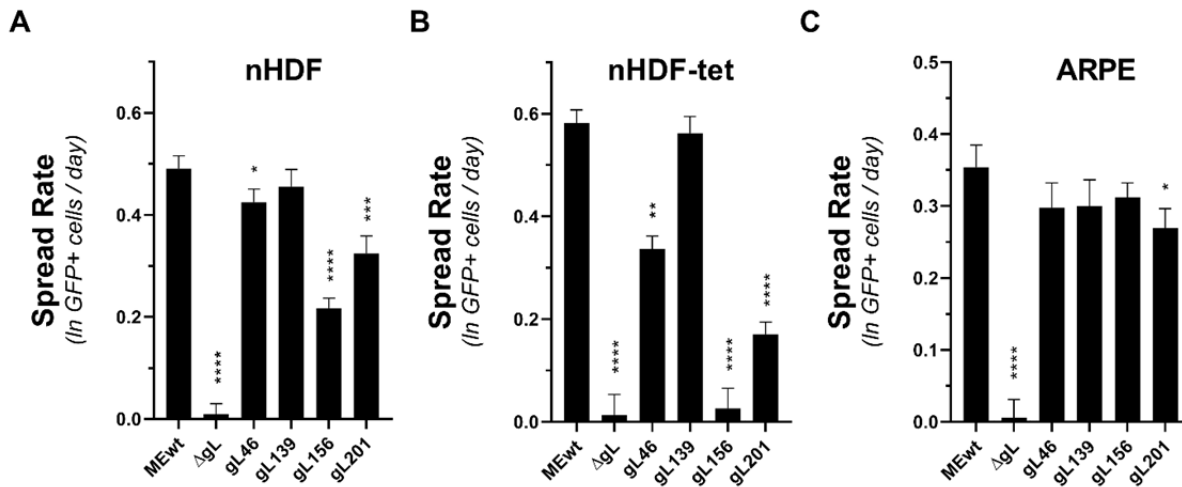 A
nHDF
Spread Rate
(ln GFP+ cells / day)
0.6
0.4
0.2
0.0
*
***
****
****
MEwt
ΔgL
gL46
gL139
gL156
gL201
B
nHDF-tet
Spread Rate
(ln GFP+ cells / day)
0.6
0.4
0.2
0.0
**
****
****
****
MEwt
ΔgL
gL46
gL139
gL156
gL201
C
ARPE
Spread Rate
(ln GFP+ cells / day)
0.5
0.4
0.3
0.2
0.1
0.0
*
****
MEwt
ΔgL
gL46
gL139
gL156
gL201